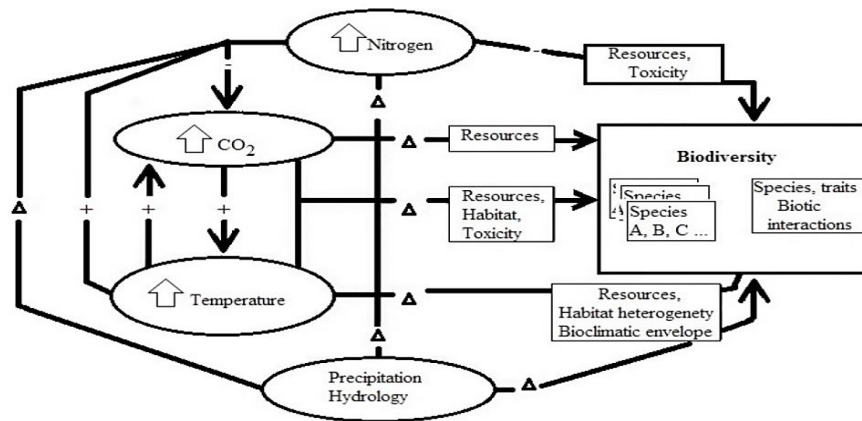 Nitrogen
Resources,
Toxicity
-
-
CO2
Δ
Resources
Biodiversity
Species
Species
A, B, C ...
Species, traits
Biotic
interactions
Δ
+
+
+
Δ
Resources,
Habitat,
Toxicity
Temperature
Δ
Resources,
Habitat heterogenety
Bioclimatic envelope
Δ
Δ
Precipitation
Hydrology
Δ